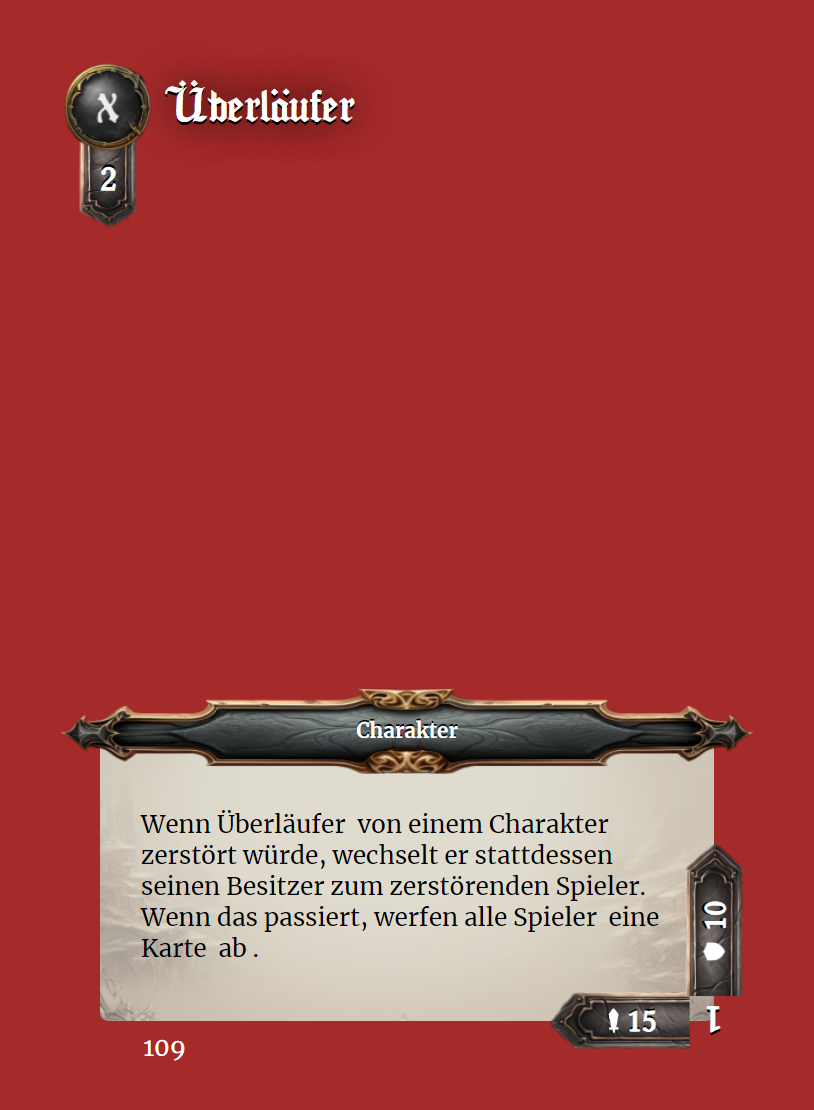 X
Überläufer
2
Charakter
Wenn Überläufer von einem Charakter
zerstört würde, wechselt er stattdessen
seinen Besitzer zum zerstörenden Spieler.
Wenn das passiert, werfen alle Spieler eine
Karte ab .
10
15
1
109